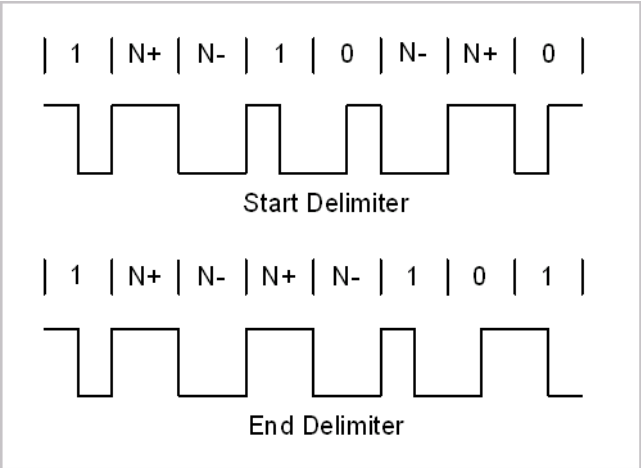 | 1 | N+ | N- | 1 | 0 | N- | N+ | 0 |
Start Delimiter
| 1 | N+ | N- | N+ | N- | 1 | 0 | 1 |
End Delimiter